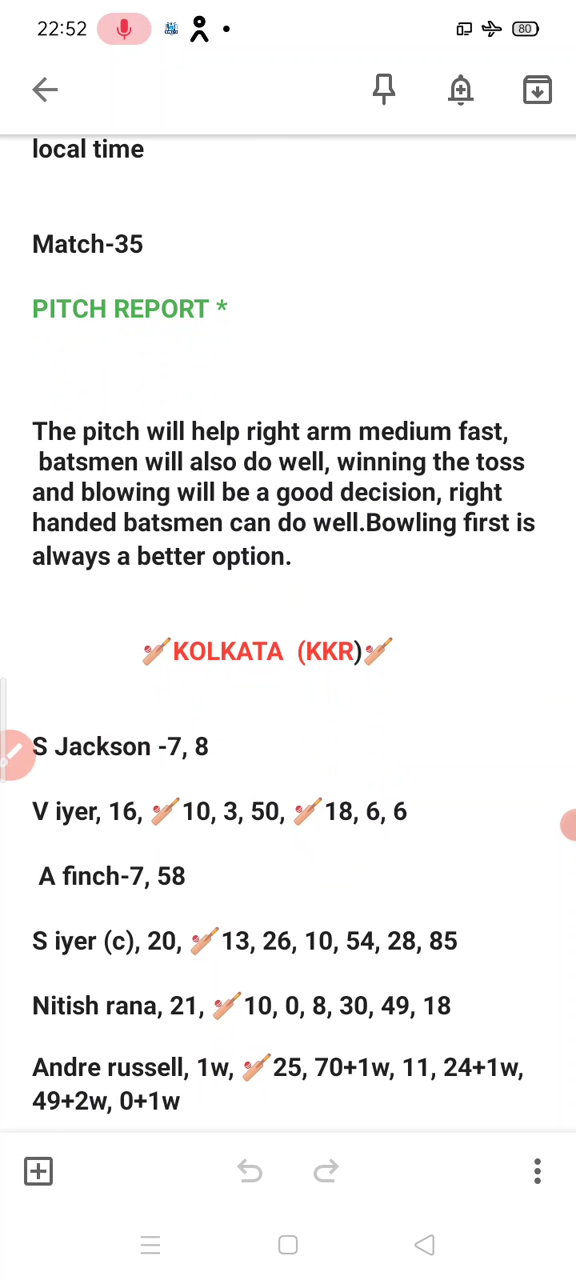 22:52
80
local time
Match-35
PITCH REPORT *
The pitch will help right arm medium fast,
batsmen will also do well, winning the toss
and blowing will be a good decision, right
handed batsmen can do well.Bowling first is
always a better option.
🏏KOLKATA (KKR)🏏
S Jackson -7, 8
V iyer, 16, 🏏10, 3, 50, 🏏18, 6, 6
A finch-7, 58
S iyer (c), 20, 🏏13, 26, 10, 54, 28, 85
Nitish rana, 21, 🏏10, 0, 8, 30, 49, 18
Andre russell, 1w, 🏏25, 70+1w, 11, 24+1w,
49+2w, 0+1w